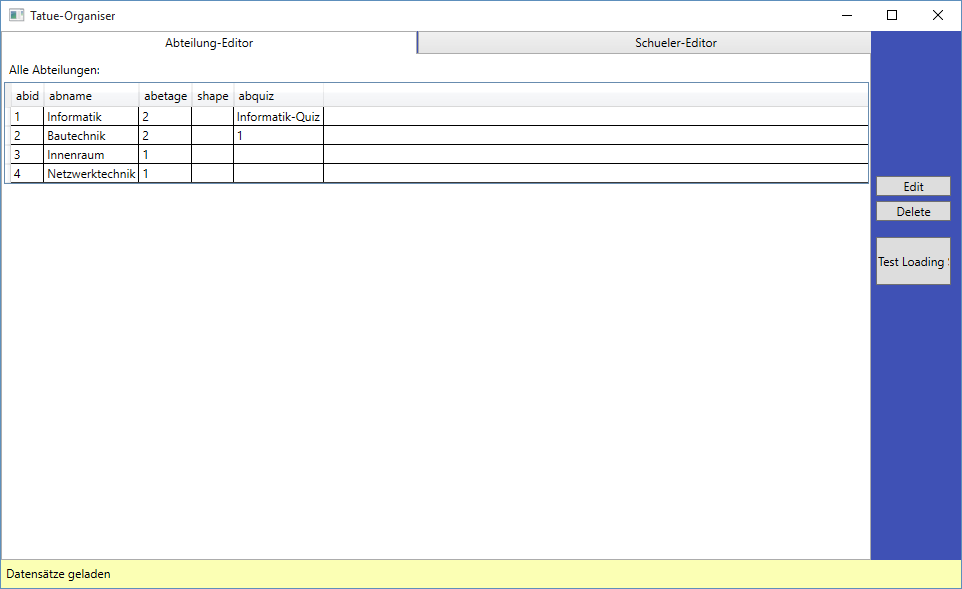 Tatue-Organiser
Abteilung-Editor Schueler-Editor
Alle Abteilungen:
abid abname abetage shape abquiz
1 Informatik 2 Informatik-Quiz
2 Bautechnik 2 1
3 Innenraum 1
4 Netzwerktechnik 1
Edit
Delete
Test Loading
Datensätze geladen